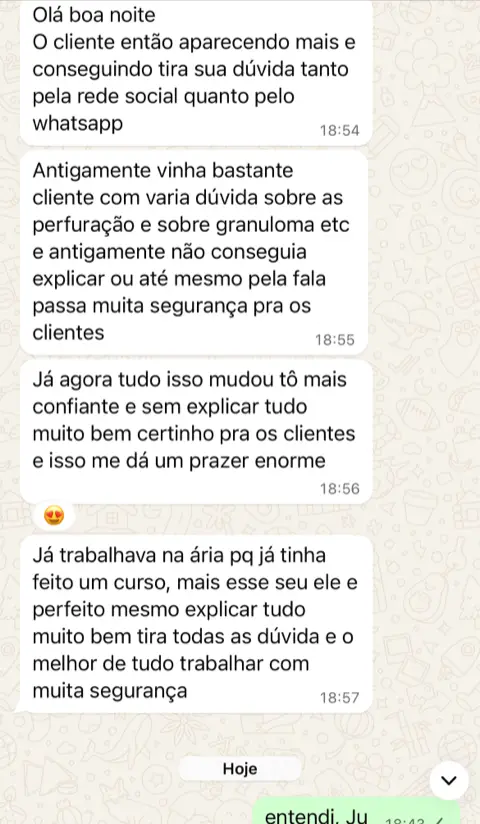 Olá boa noite
O cliente então aparecendo mais e
conseguindo tira sua dúvida tanto
pela rede social quanto pelo
whatsapp
18:54
Antigamente vinha bastante
cliente com varia dúvida sobre as
perfuração e sobre granuloma etc
e antigamente não conseguia
explicar ou até mesmo pela fala
passa muita segurança pra os
clientes
18:55
Já agora tudo isso mudou tô mais
confiante e sem explicar tudo
muito bem certinho pra os clientes
e isso me dá um prazer enorme
18:56
Já trabalhava na ária pq já tinha
feito um curso, mais esse seu ele e
perfeito mesmo explicar tudo
muito bem tira todas as dúvida e o
melhor de tudo trabalhar com
muita segurança
18:57
Hoje
entendi, Ju